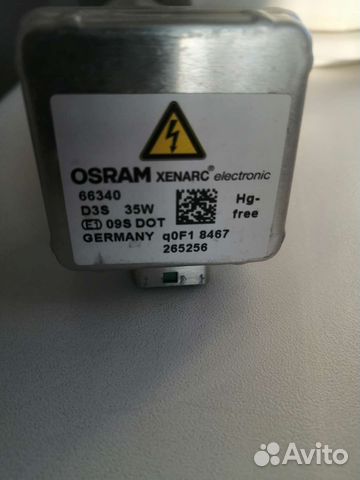 OSRAM XENARC® electronic
66340
D3S 35W
Hg-
free
E1 09S DOT
GERMANY q0F1 8467
265256
Avito